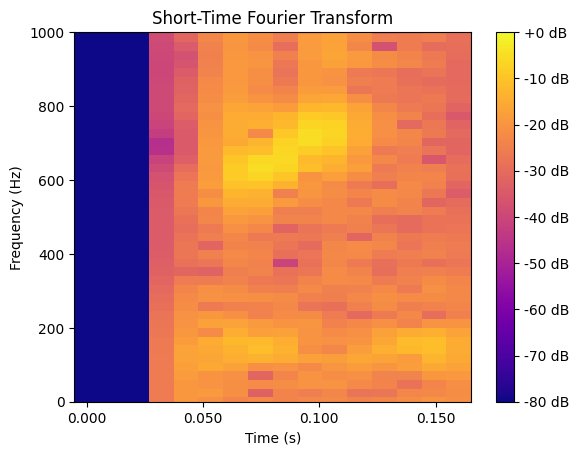 Short-Time Fourier Transform
Frequency (Hz)
1000
800
600
400
200
0
0.000
0.050
0.100
0.150
Time (s)
+0 dB
-10 dB
-20 dB
-30 dB
-40 dB
-50 dB
-60 dB
-70 dB
-80 dB